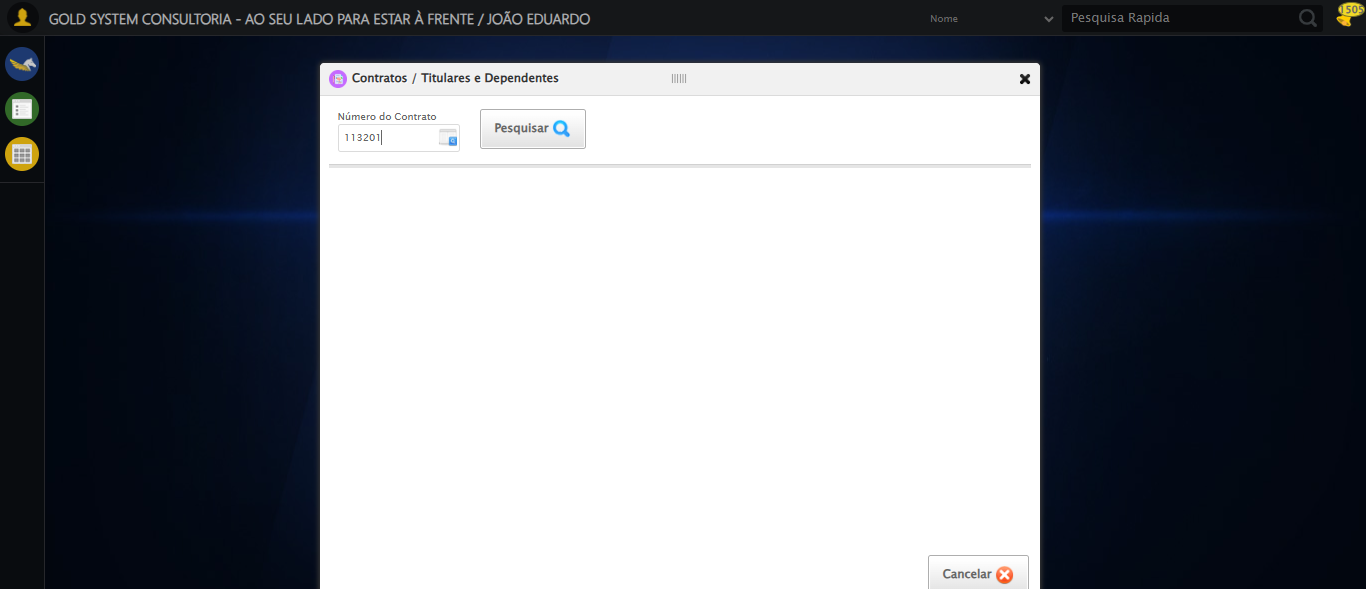 GOLD SYSTEM CONSULTORIA - AO SEU LADO PARA ESTAR À FRENTE / JOÃO EDUARDO
Nome
Pesquisa Rapida
1505
Contratos / Titulares e Dependentes
Número do Contrato
113201
Pesquisar
Cancelar